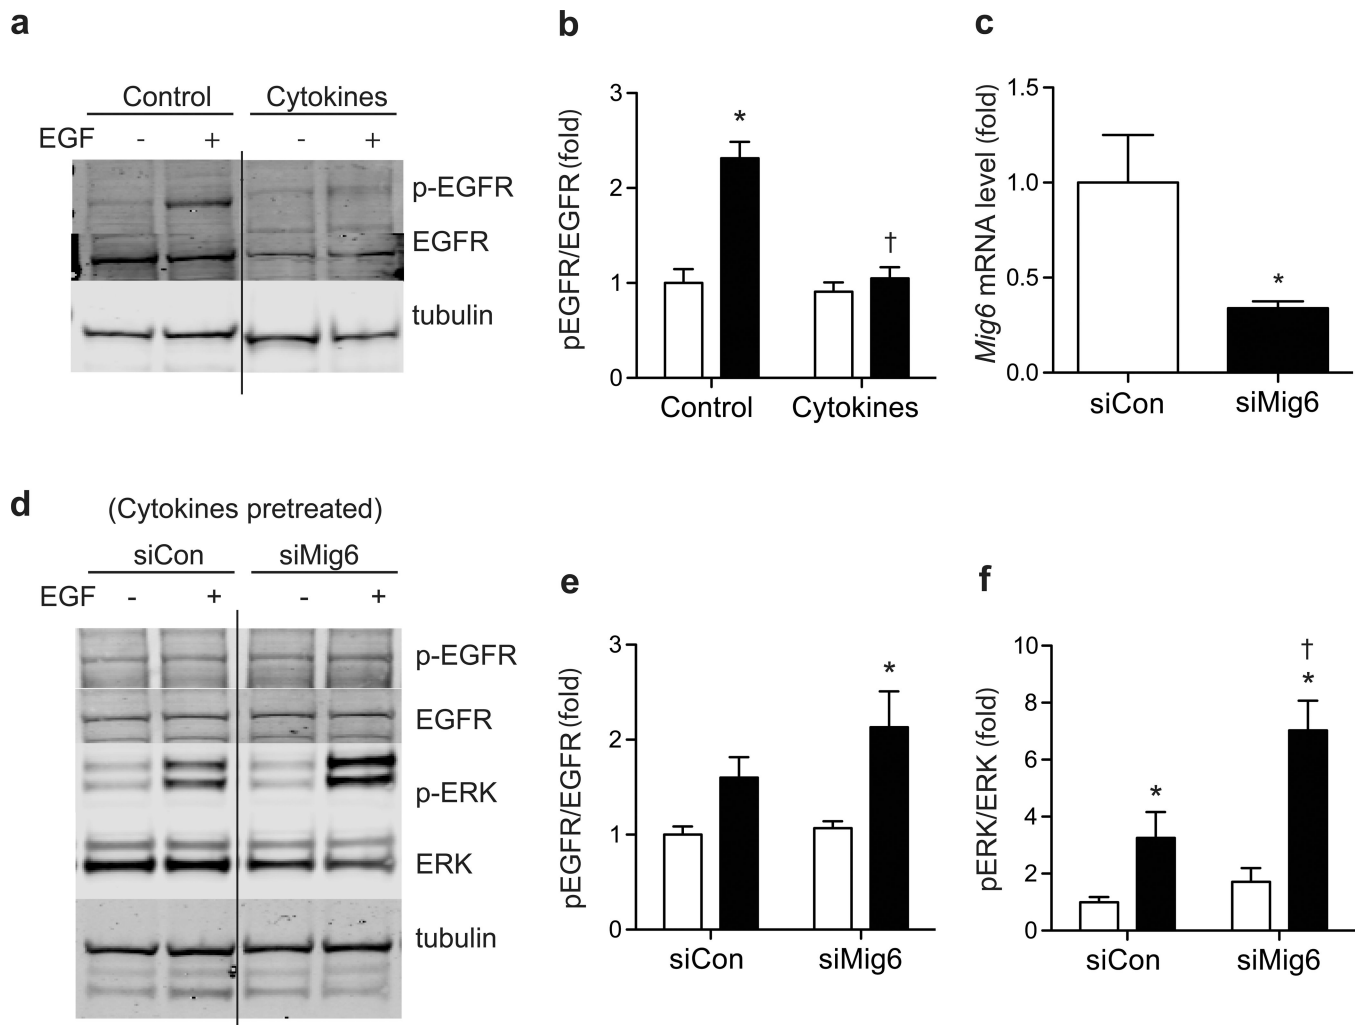 a
Control Cytokines
EGF - + - +
p-EGFR
EGFR
tubulin
b
pEGFR/EGFR (fold)
3
2
1
0
*
†
Control Cytokines
c
Mig6 mRNA level (fold)
1.5
1.0
0.5
0.0
*
siCon siMig6
d
(Cytokines pretreated)
siCon siMig6
EGF - + - +
p-EGFR
EGFR
p-ERK
ERK
tubulin
e
pEGFR/EGFR (fold)
3
2
1
0
*
siCon siMig6
f
pERK/ERK (fold)
10
8
6
4
2
0
*
†
*
siCon siMig6